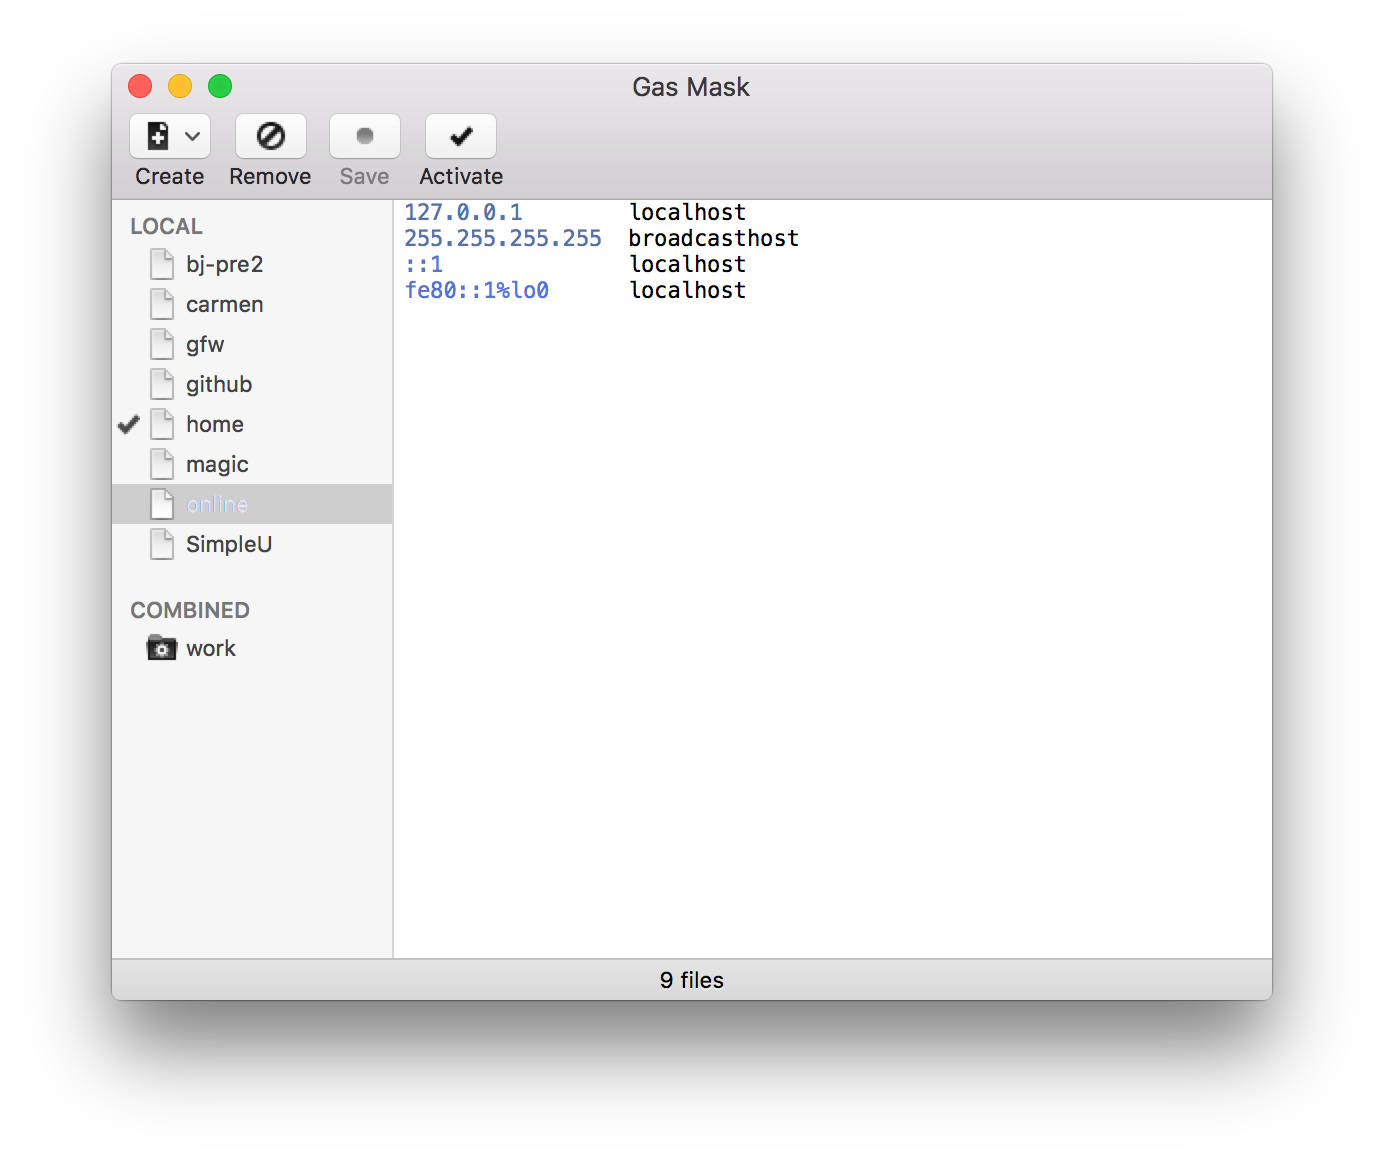 Gas Mask
Create Remove Save Activate
LOCAL
bj-pre2
carmen
gfw
github
home
magic
online
SimpleU
COMBINED
work
127.0.0.1 localhost
255.255.255.255 broadcasthost
::1 localhost
fe80::1%lo0 localhost
9 files